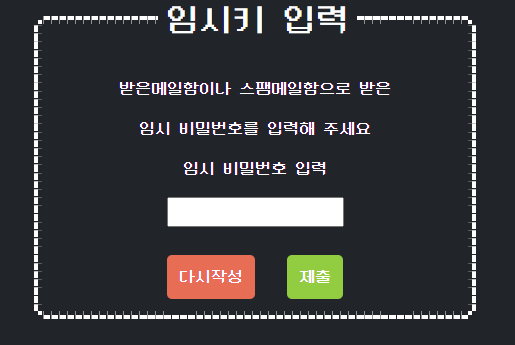 임시키 입력
받은메일함이나 스팸메일함으로 받은
임시 비밀번호를 입력해 주세요
임시 비밀번호 입력
다시작성 제출